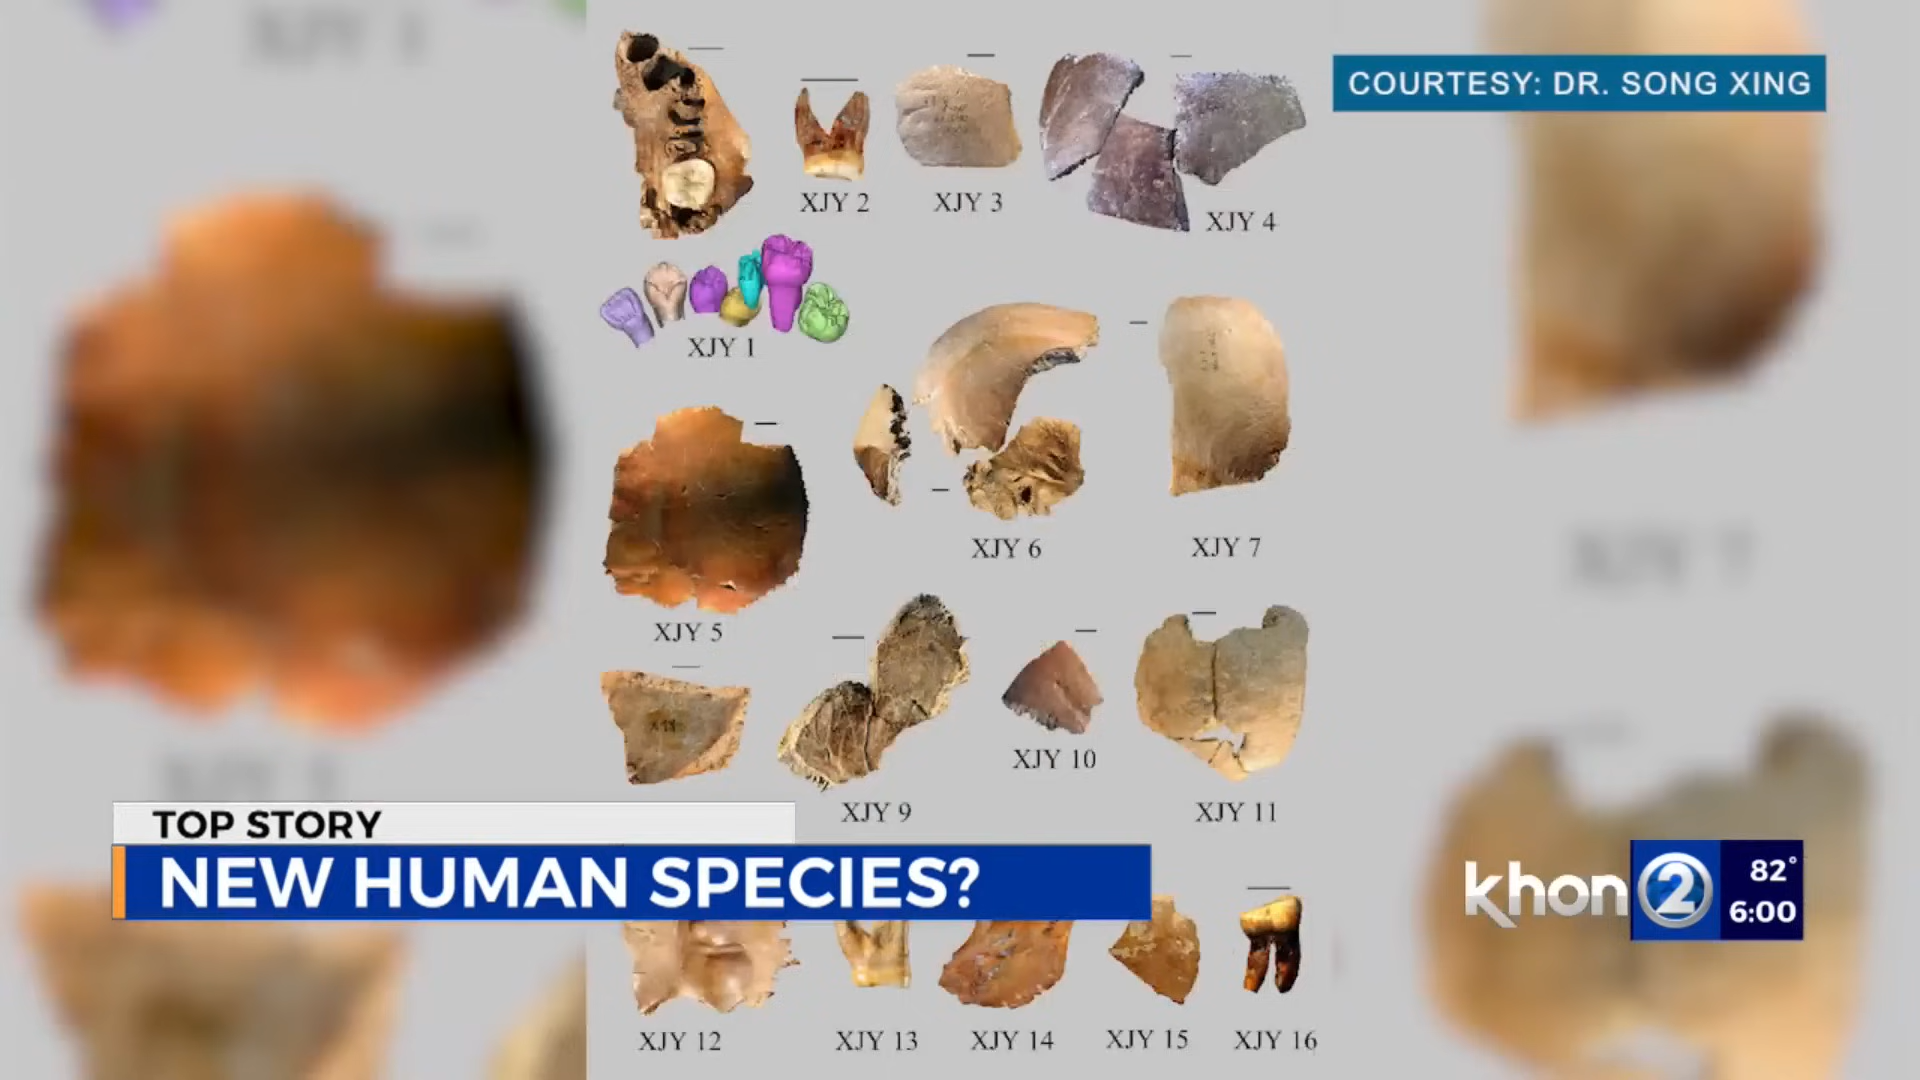 COURTESY: DR. SONG XING
XJY 2
XJY 3
XJY 4
XJY 1
XJY 6
XJY 7
XJY 5
XJY 10
XJY 9
XJY 11
TOP STORY
NEW HUMAN SPECIES?
khon 2
82°
6:00
XJY 12
XJY 13
XJY 14
XJY 15
XJY 16